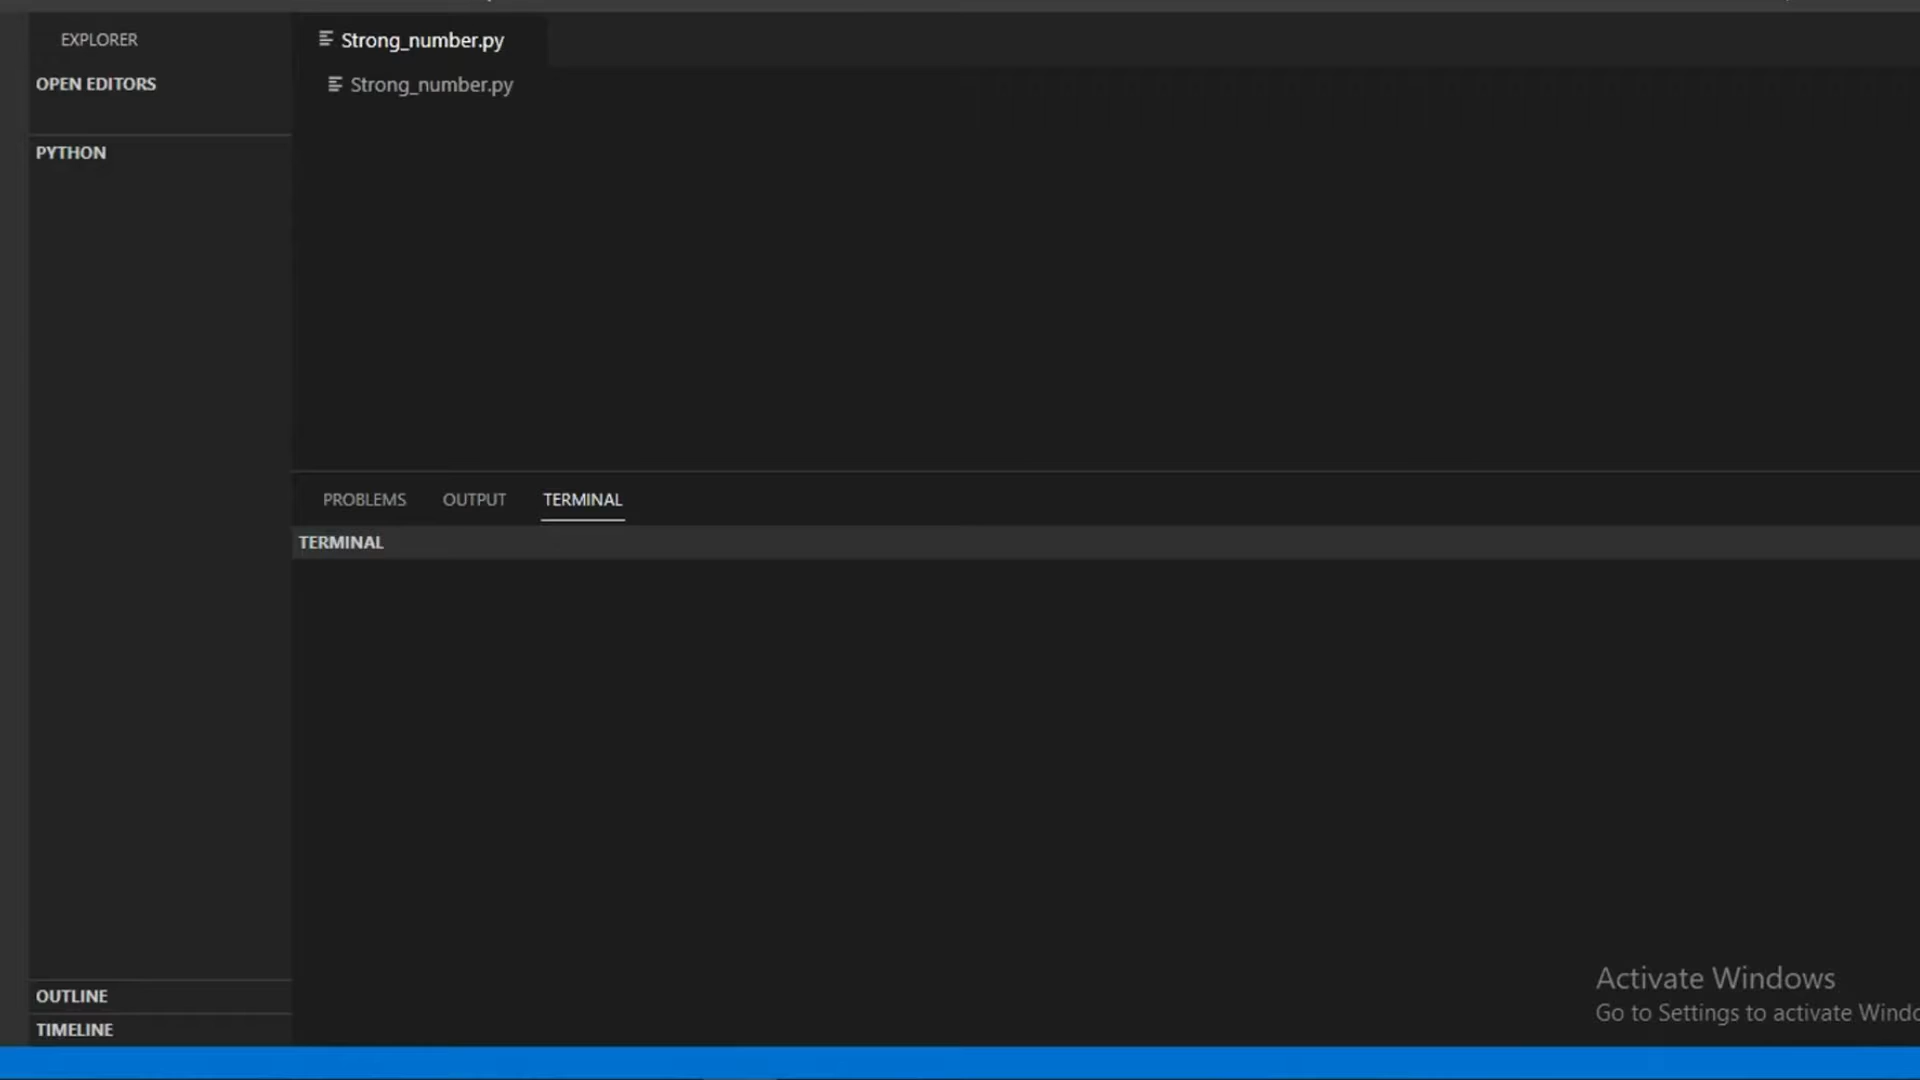 EXPLORER
OPEN EDITORS
PYTHON
OUTLINE
TIMELINE
Strong_number.py
Strong_number.py
PROBLEMS OUTPUT TERMINAL
TERMINAL
Activate Windows
Go to Settings to activate Windo